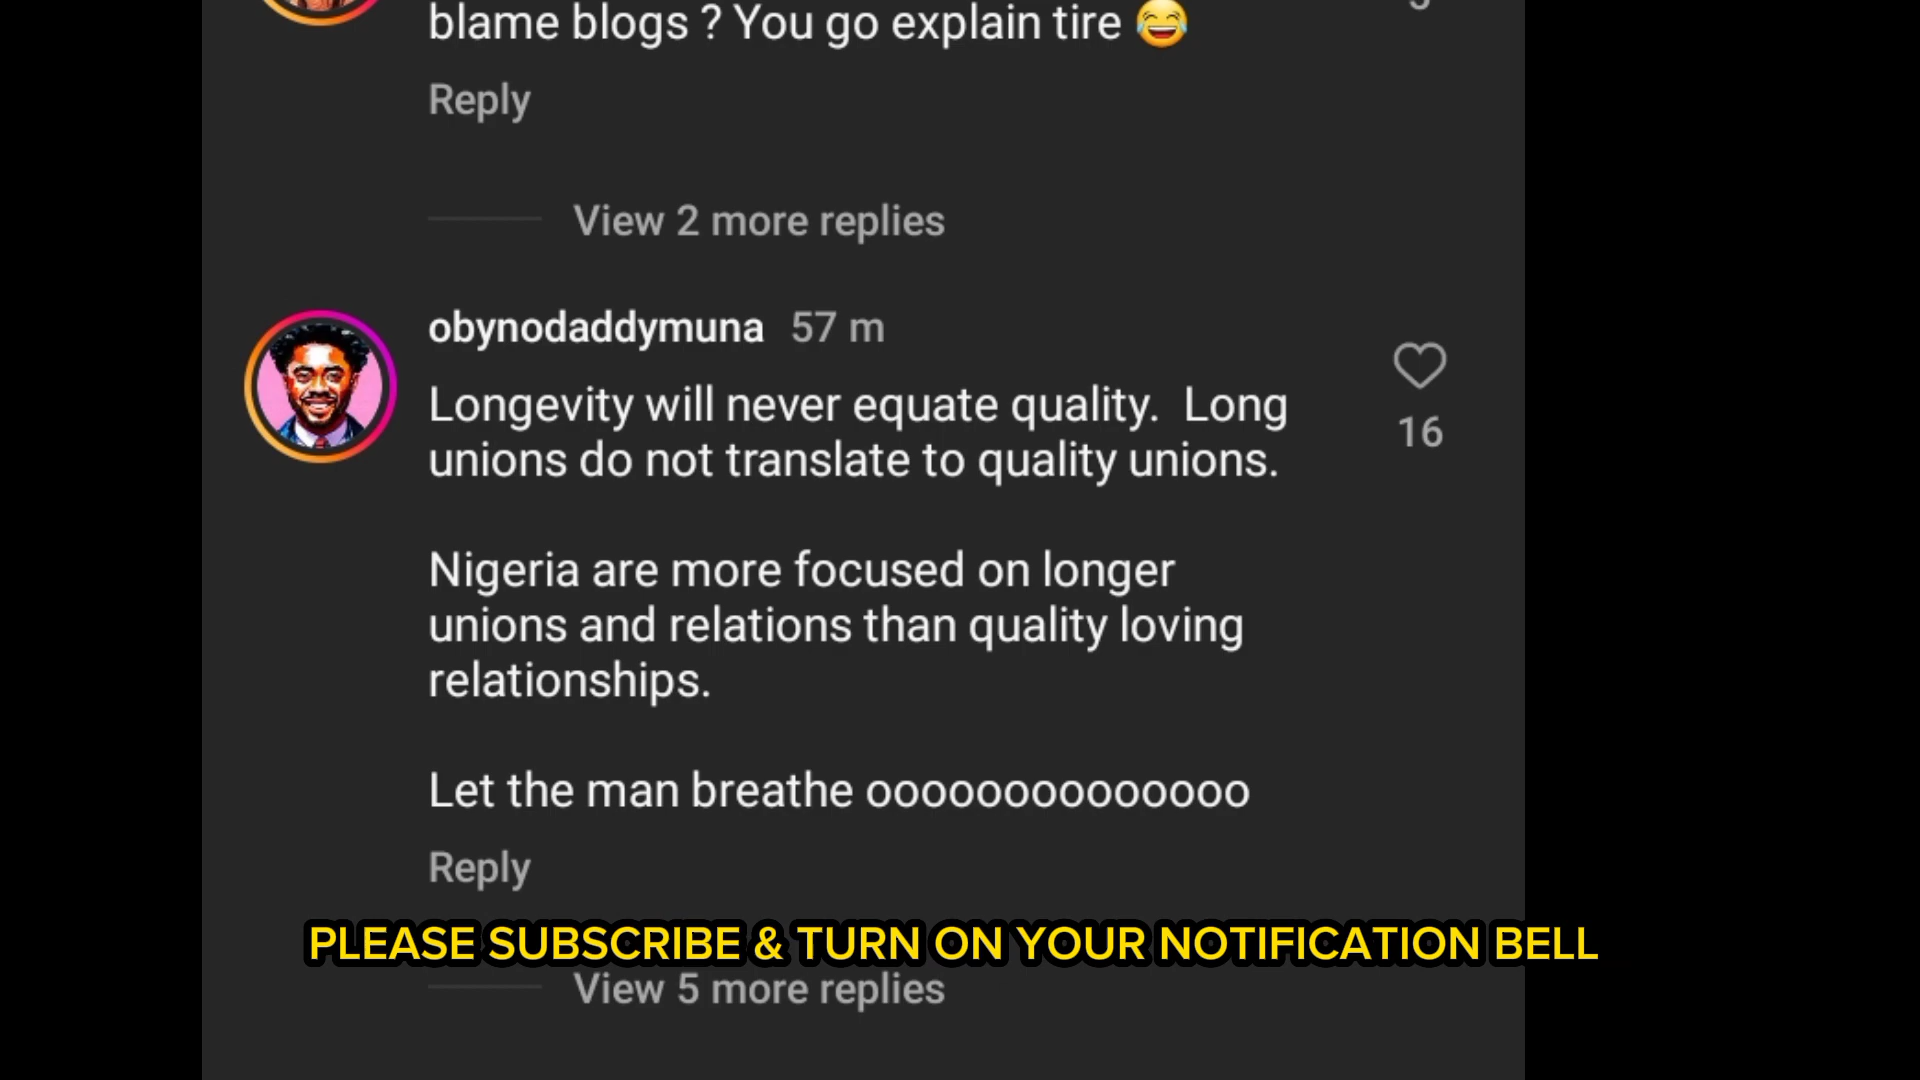 blame blogs ? You go explain tire 😂
Reply
View 2 more replies
obynodaddymuna 57 m
Longevity will never equate quality.  Long
unions do not translate to quality unions.
16
Nigeria are more focused on longer
unions and relations than quality loving
relationships.
Let the man breathe oooooooooooooo
Reply
PLEASE SUBSCRIBE & TURN ON YOUR NOTIFICATION BELL
View 5 more replies